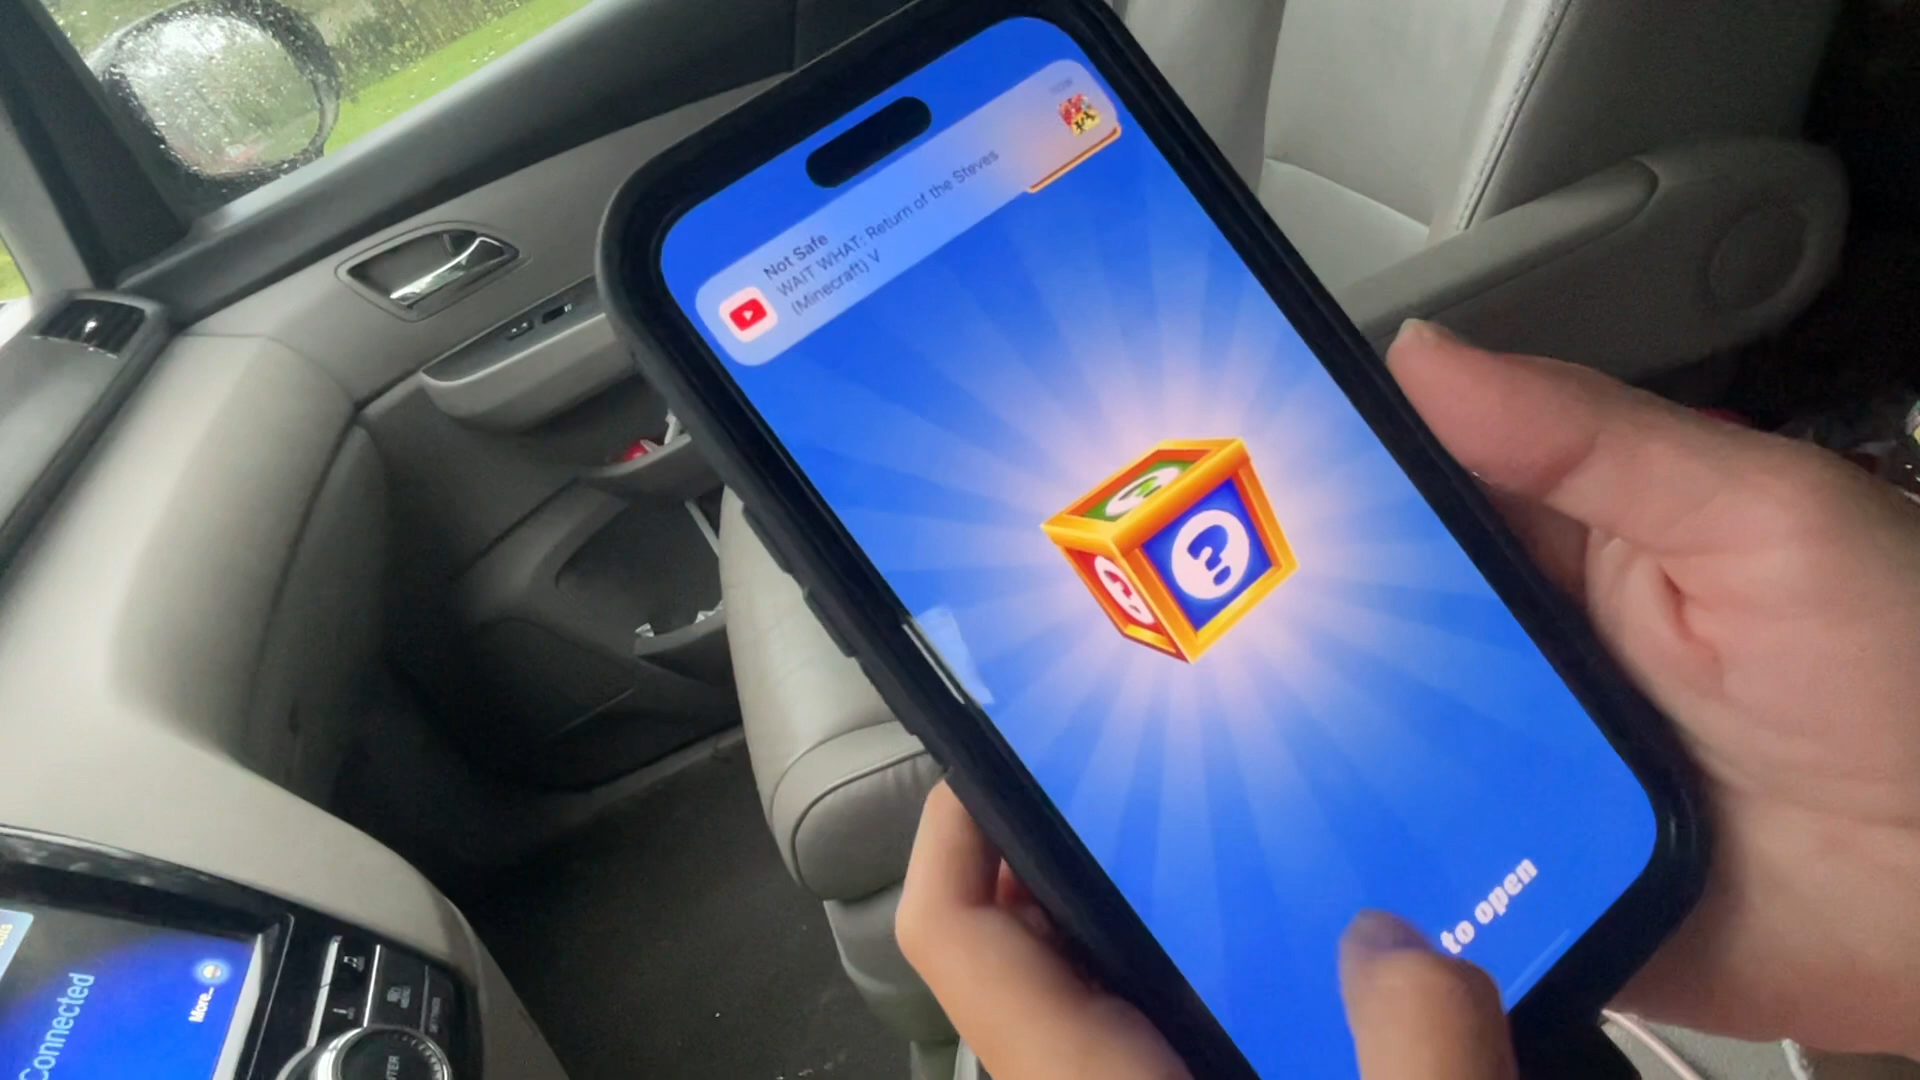 Not Safe
WAIT WHAT: Return of the Steves
(Minecraft) V
?
to open
Connected
More...